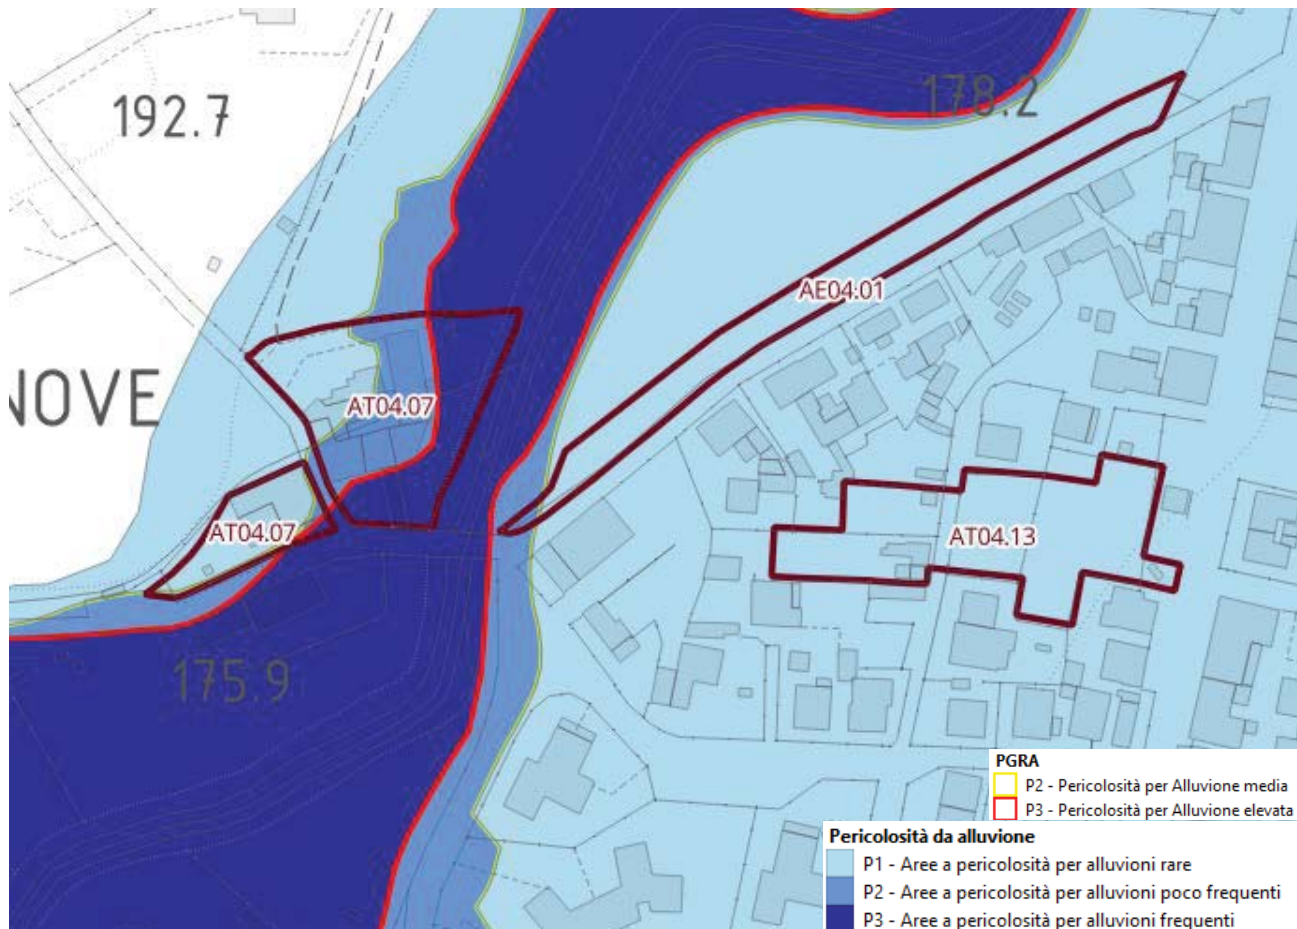 192.7
178.2
AE04.01
NOVE
AT04.07
AT04.07
AT04.13
175.9
PGRA
P2 - Pericolosità per Alluvione media
P3 - Pericolosità per Alluvione elevata
Pericolosità da alluvione
P1 - Aree a pericolosità per alluvioni rare
P2 - Aree a pericolosità per alluvioni poco frequenti
P3 - Aree a pericolosità per alluvioni frequenti